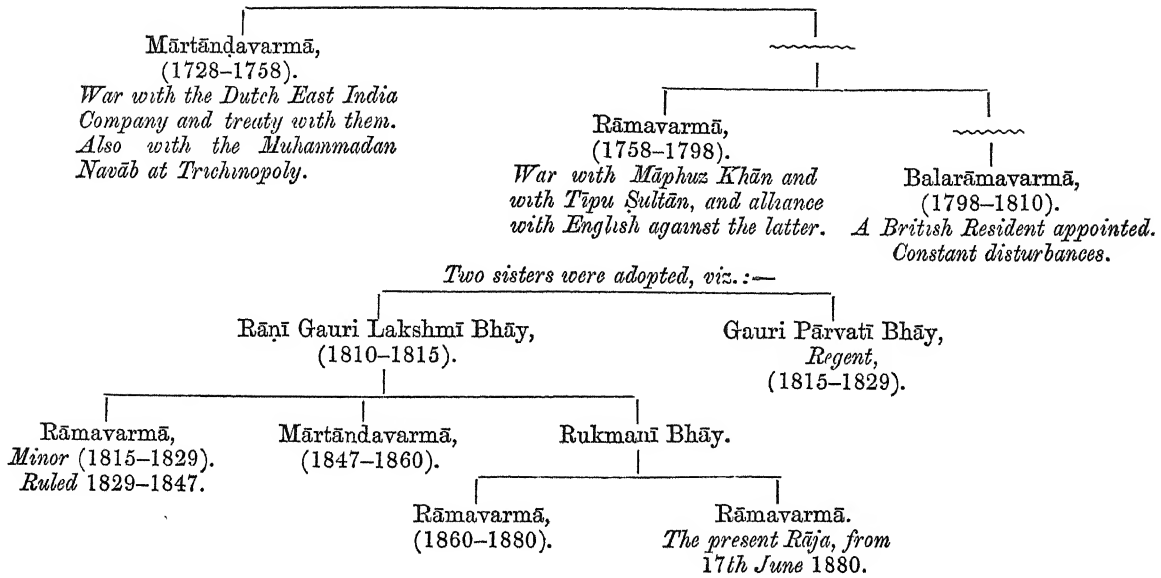 Mārtāṇḍavarmā,
(1728–1758).
War with the Dutch East India
Company and treaty with them.
Also with the Muhammadan
Navāb at Trichinopoly.
Rāmavarmā,
(1758–1798).
War with Māphuz Khān and
with Tīpu Ṣultān, and alliance
with English against the latter.
Balarāmavarmā,
(1798–1810).
A British Resident appointed.
Constant disturbances.
Two sisters were adopted, viz.:—
Rāṇī Gauri Lakshmī Bhāy,
(1810–1815).
Gauri Pārvatī Bhāy,
Regent,
(1815–1829).
Rāmavarmā,
Minor (1815–1829).
Ruled 1829–1847.
Mārtāndavarmā,
(1847–1860).
Rukmanī Bhāy.
Rāmavarmā,
(1860–1880).
Rāmavarmā.
The present Rāja, from
17th June 1880.